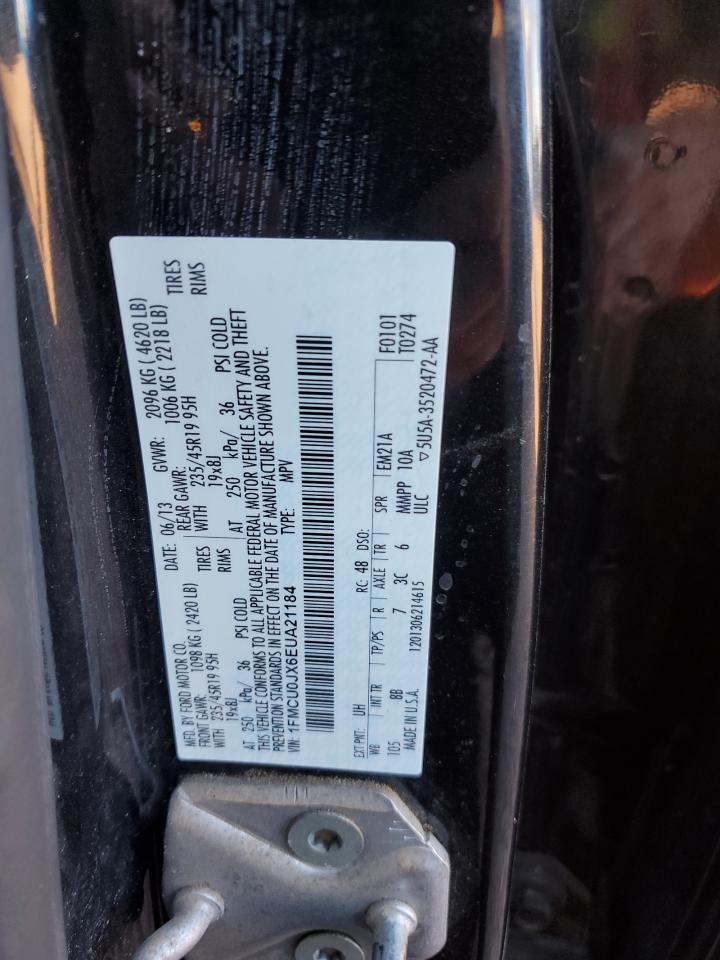 MFD. BY FORD MOTOR CO.
DATE: 06/13 GVWR: 2096 KG ( 4620 LB)
FRONT GAWR: 1098 KG ( 2420 LB) REAR GAWR: 1006 KG ( 2218 LB)
WITH 235/45R19 95H TIRES WITH 235/45R19 95H TIRES
19x8J RIMS 19x8J RIMS
AT 250 kPa/ 36 PSI COLD AT 250 kPa/ 36 PSI COLD
THIS VEHICLE CONFORMS TO ALL APPLICABLE FEDERAL MOTOR VEHICLE SAFETY AND THEFT
PREVENTION STANDARDS IN EFFECT ON THE DATE OF MANUFACTURE SHOWN ABOVE.
VIN: 1FMCU0JX6EUA21184 TYPE: MPV
EXT PNT: UH RC: 48 DSO: F0101
WB INT TR TP/PS R AXLE TR SPR EM21A T0274
105 BB 7 3C 6 MMPP 10A
MADE IN U.S.A. 1201306214615 ULC ▽5U5A-3520472-AA